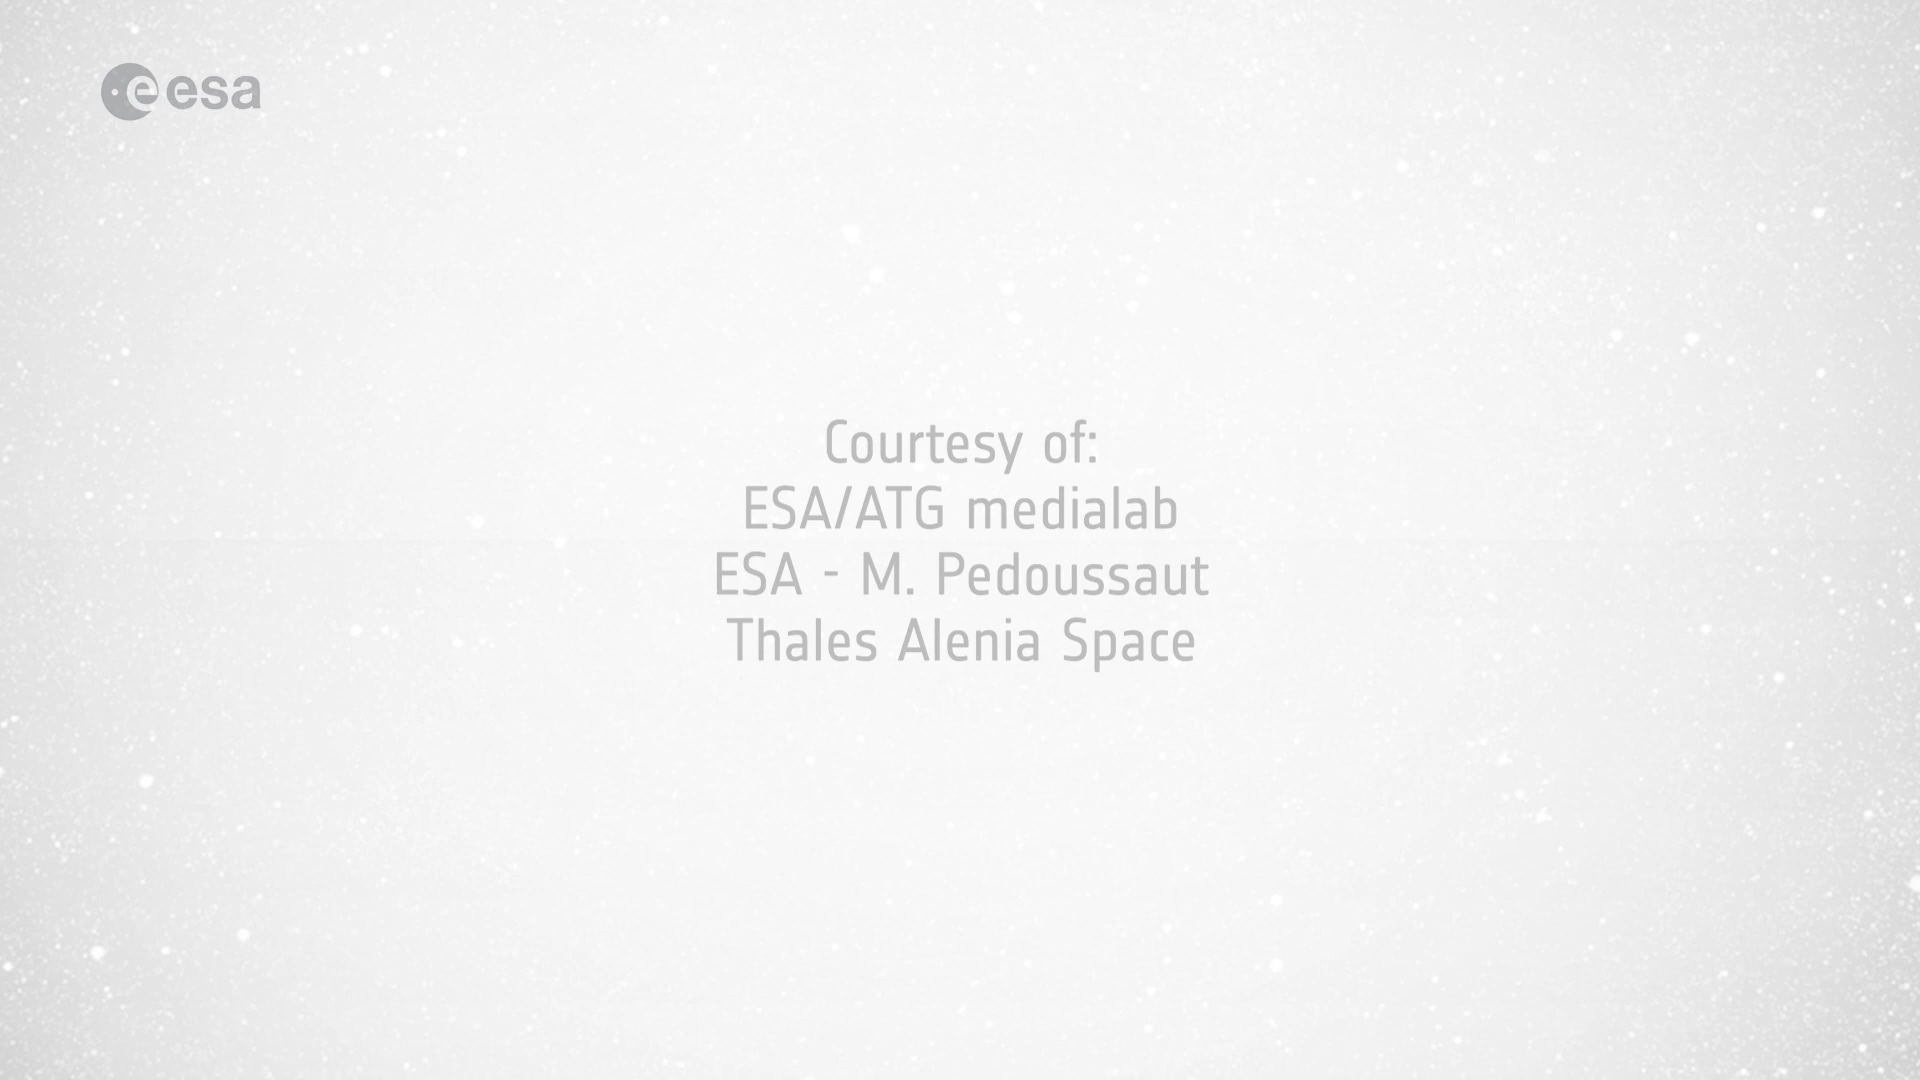 esa
Courtesy of:
ESA/ATG medialab
ESA - M. Pedoussaut
Thales Alenia Space